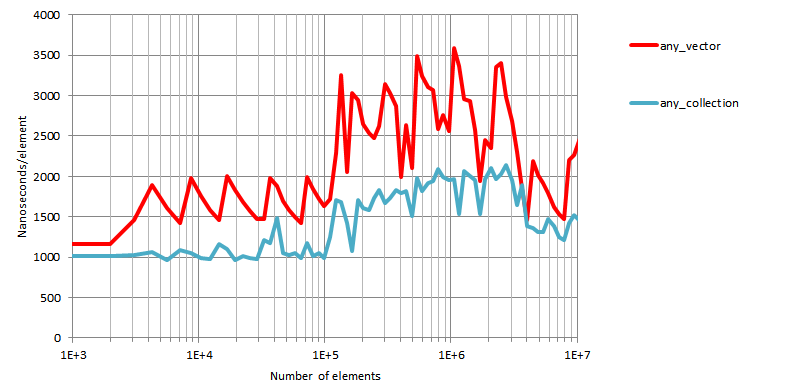 4000
3500
3000
2500
2000
1500
1000
500
0
Nanoseconds/element
1E+3 1E+4 1E+5 1E+6 1E+7
Number of elements
any_vector
any_collection